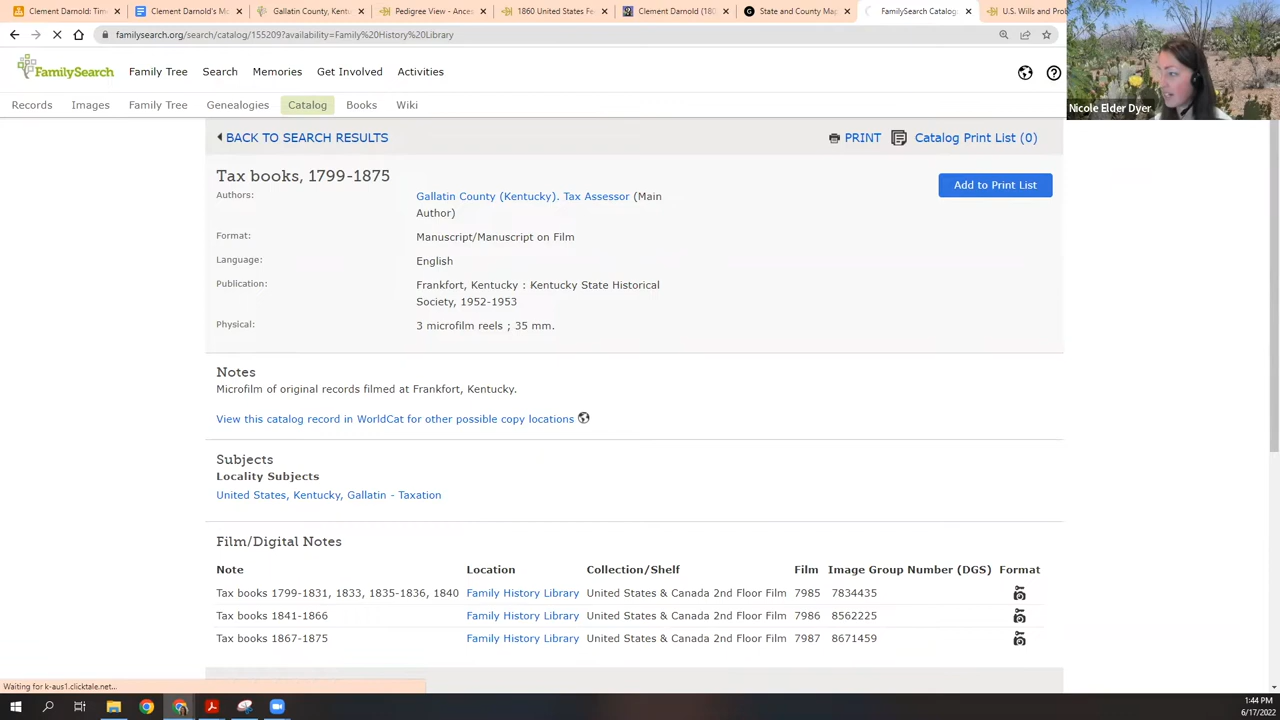 Clement Darnold: Time
Clement Darnold's Mo
Gallatin County, Kentu
Pedigree View - Ances
1860 United States Fe
Clement Darnold (180
State and County Map
FamilySearch Catalog:
U.S. Wills and Prob
familysearch.org/search/catalog/155209?availability=Family%20History%20Library
FamilySearch
Family Tree Search Memories Get Involved Activities
Records Images Family Tree Genealogies Catalog Books Wiki
Nicole Elder Dyer
BACK TO SEARCH RESULTS
PRINT
Catalog Print List (0)
Tax books, 1799-1875
Add to Print List
Authors: Gallatin County (Kentucky). Tax Assessor (Main
Author)
Format: Manuscript/Manuscript on Film
Language: English
Publication: Frankfort, Kentucky : Kentucky State Historical
Society, 1952-1953
Physical: 3 microfilm reels ; 35 mm.
Notes
Microfilm of original records filmed at Frankfort, Kentucky.
View this catalog record in WorldCat for other possible copy locations
Subjects
Locality Subjects
United States, Kentucky, Gallatin - Taxation
Film/Digital Notes
Note Location Collection/Shelf Film Image Group Number (DGS) Format
Tax books 1799-1831, 1833, 1835-1836, 1840 Family History Library United States & Canada 2nd Floor Film 7985 7834435
Tax books 1841-1866 Family History Library United States & Canada 2nd Floor Film 7986 8562225
Tax books 1867-1875 Family History Library United States & Canada 2nd Floor Film 7987 8671459
Waiting for k-aus1.clicktale.net...
1:44 PM
6/17/2022